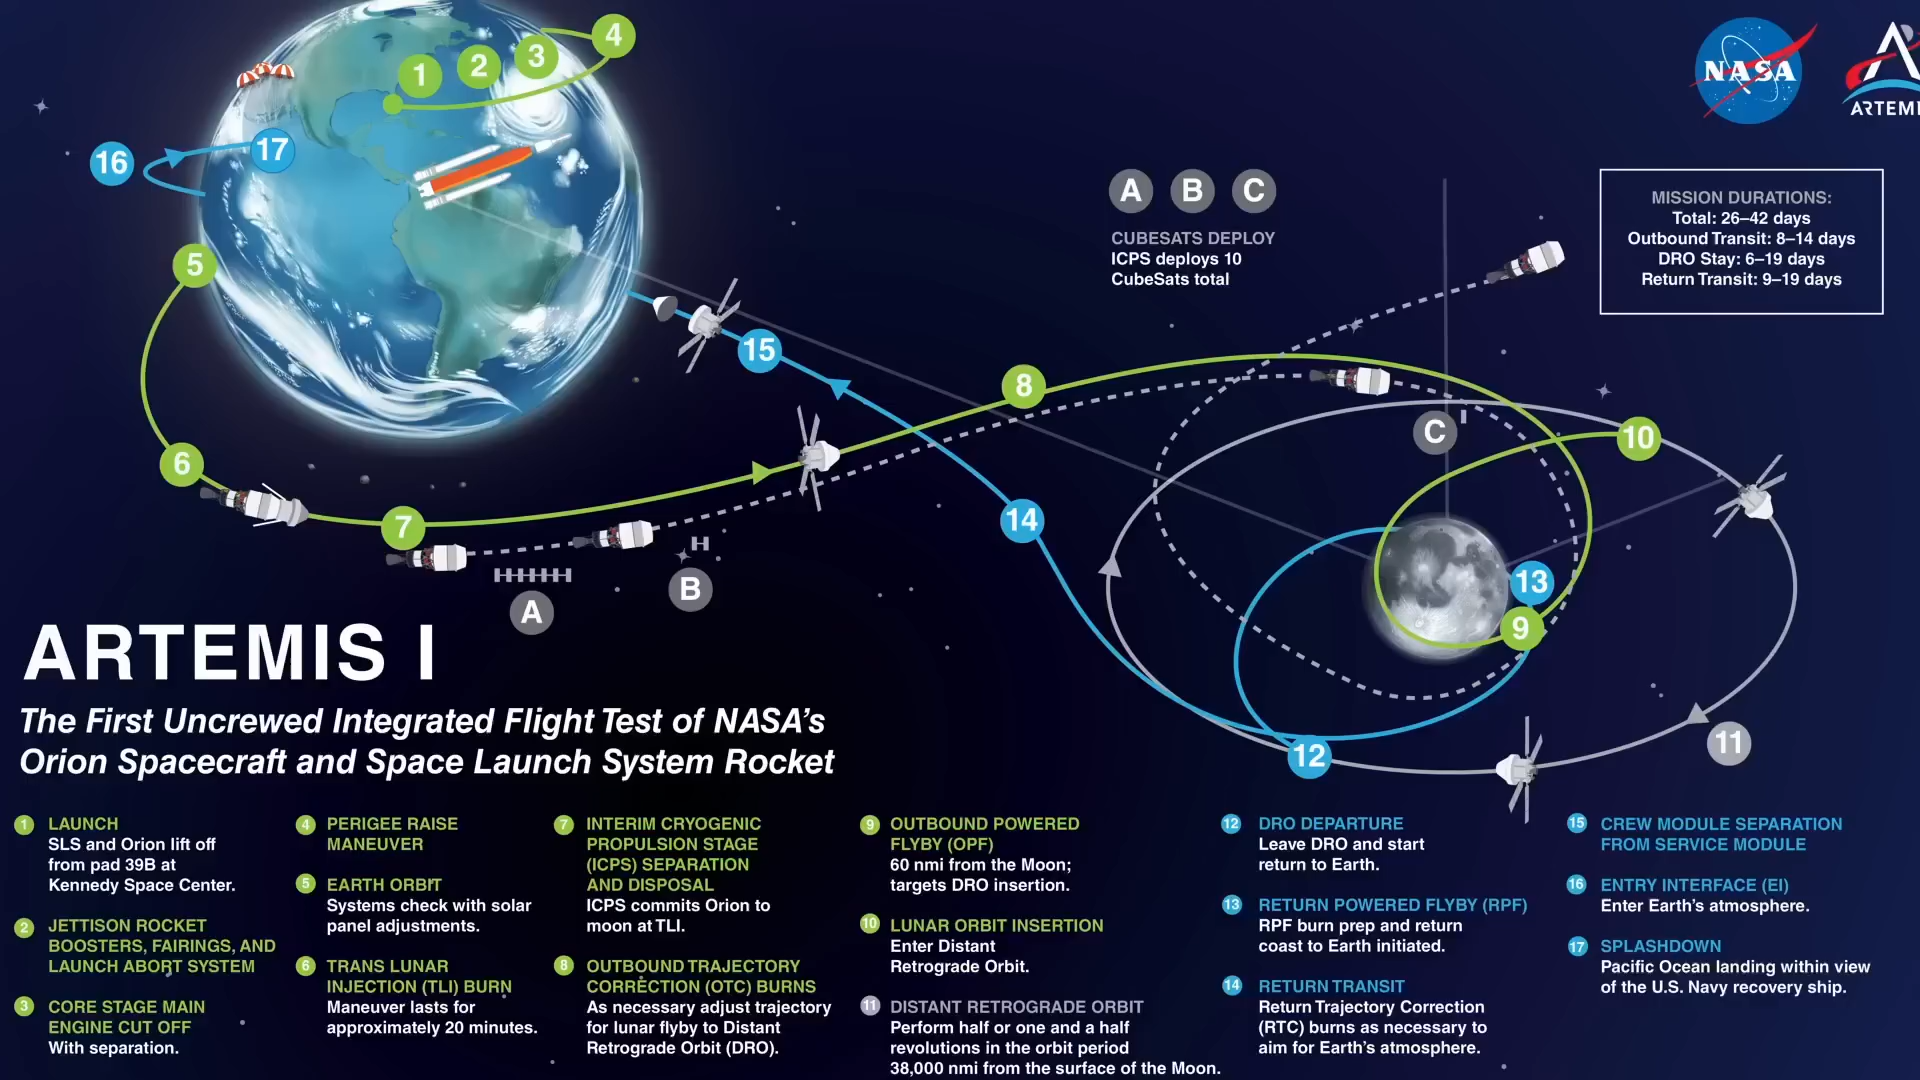 4
3
2
1
NASA
ARTEMI
17
16
A B C
CUBESATS DEPLOY
ICPS deploys 10
CubeSats total
MISSION DURATIONS:
Total: 26–42 days
Outbound Transit: 8–14 days
DRO Stay: 6–19 days
Return Transit: 9–19 days
5
15
8
C
10
6
7
14
A
B
13
9
12
11
ARTEMIS I
The First Uncrewed Integrated Flight Test of NASA’s
Orion Spacecraft and Space Launch System Rocket
1 LAUNCH
SLS and Orion lift off
from pad 39B at
Kennedy Space Center.
2 JETTISON ROCKET
BOOSTERS, FAIRINGS, AND
LAUNCH ABORT SYSTEM
3 CORE STAGE MAIN
ENGINE CUT OFF
With separation.
4 PERIGEE RAISE
MANEUVER
5 EARTH ORBIT
Systems check with solar
panel adjustments.
6 TRANS LUNAR
INJECTION (TLI) BURN
Maneuver lasts for
approximately 20 minutes.
7 INTERIM CRYOGENIC
PROPULSION STAGE
(ICPS) SEPARATION
AND DISPOSAL
ICPS commits Orion to
moon at TLI.
8 OUTBOUND TRAJECTORY
CORRECTION (OTC) BURNS
As necessary adjust trajectory
for lunar flyby to Distant
Retrograde Orbit (DRO).
9 OUTBOUND POWERED
FLYBY (OPF)
60 nmi from the Moon;
targets DRO insertion.
10 LUNAR ORBIT INSERTION
Enter Distant
Retrograde Orbit.
11 DISTANT RETROGRADE ORBIT
Perform half or one and a half
revolutions in the orbit period
38,000 nmi from the surface of the Moon.
12 DRO DEPARTURE
Leave DRO and start
return to Earth.
13 RETURN POWERED FLYBY (RPF)
RPF burn prep and return
coast to Earth initiated.
14 RETURN TRANSIT
Return Trajectory Correction
(RTC) burns as necessary to
aim for Earth’s atmosphere.
15 CREW MODULE SEPARATION
FROM SERVICE MODULE
16 ENTRY INTERFACE (EI)
Enter Earth’s atmosphere.
17 SPLASHDOWN
Pacific Ocean landing within view
of the U.S. Navy recovery ship.